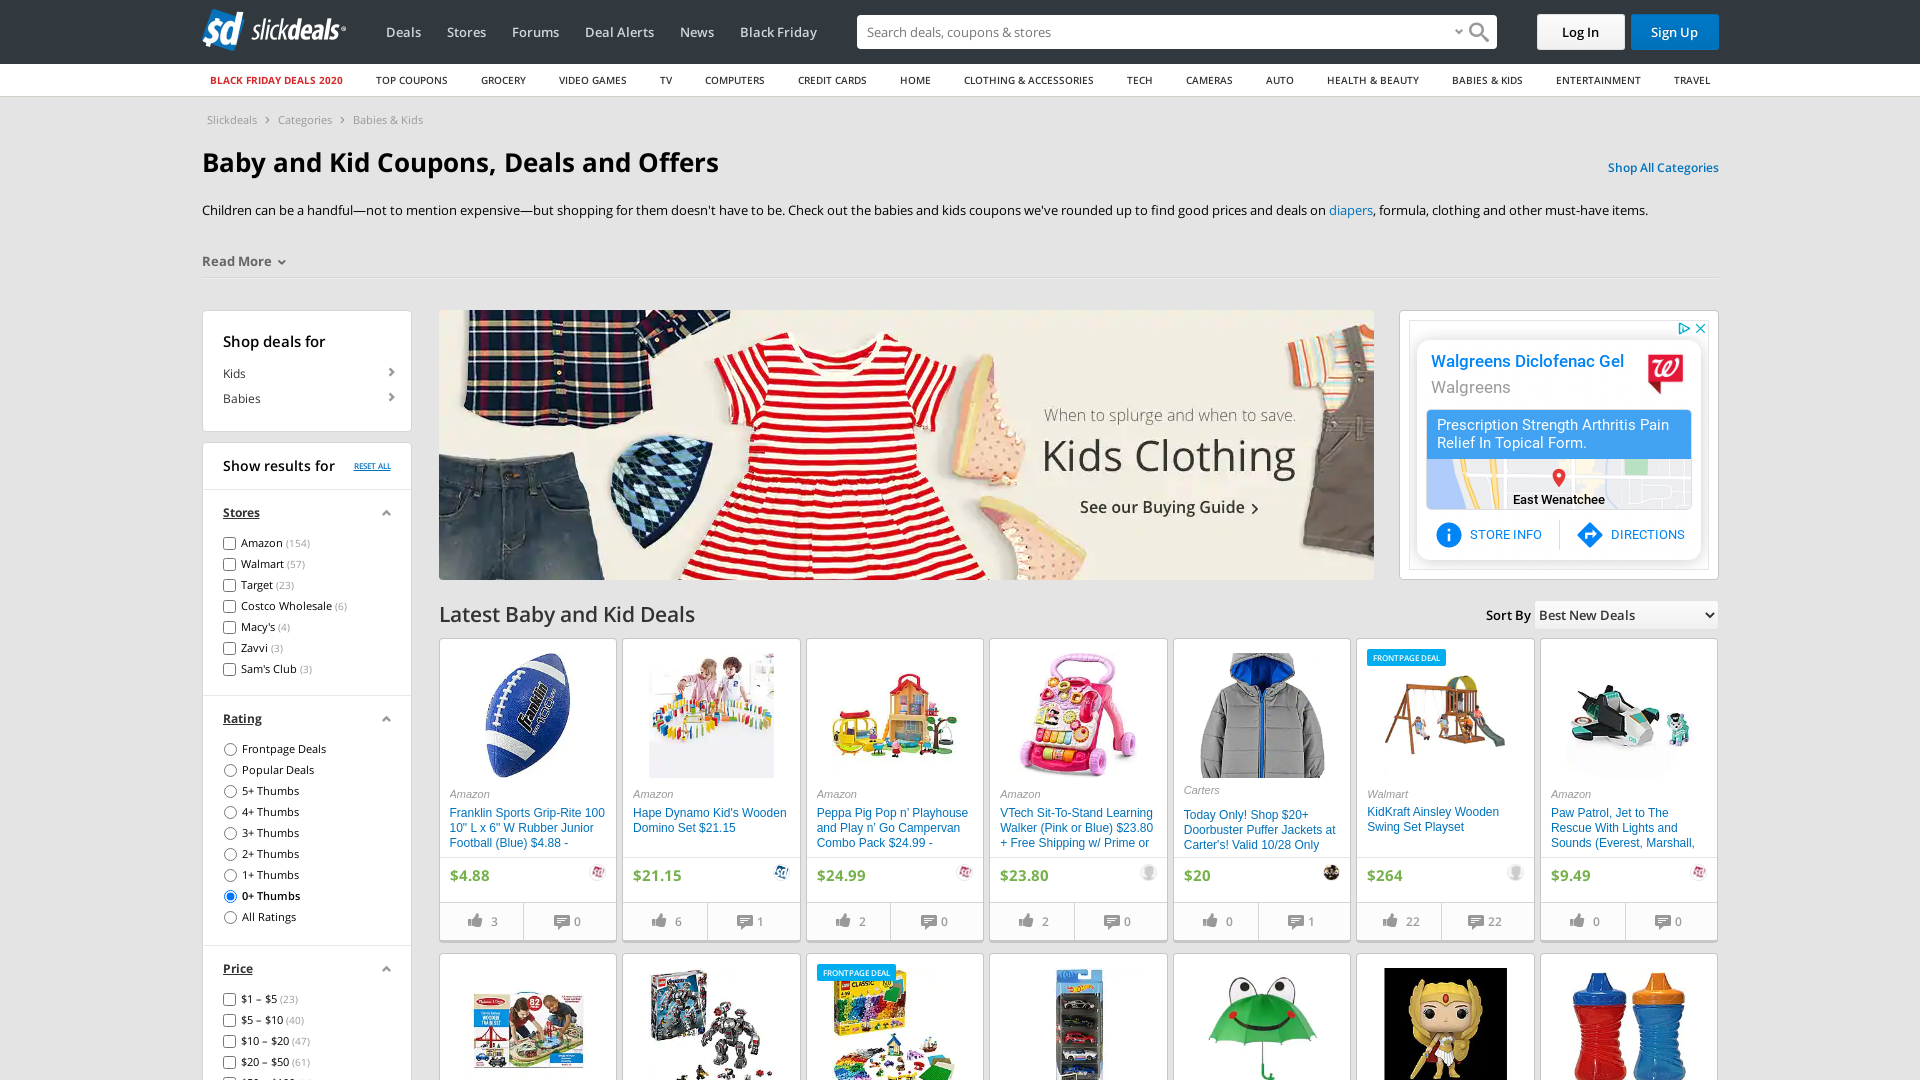 slickdeals
Deals
Stores
Forums
Deal Alerts
News
Black Friday
Search deals, coupons & stores
Log In
Sign Up
BLACK FRIDAY DEALS 2020
TOP COUPONS
GROCERY
VIDEO GAMES
TV
COMPUTERS
CREDIT CARDS
HOME
CLOTHING & ACCESSORIES
TECH
CAMERAS
AUTO
HEALTH & BEAUTY
BABIES & KIDS
ENTERTAINMENT
TRAVEL
Slickdeals > Categories > Babies & Kids
Baby and Kid Coupons, Deals and Offers
Shop All Categories
Children can be a handful—not to mention expensive—but shopping for them doesn't have to be. Check out the babies and kids coupons we've rounded up to find good prices and deals on diapers, formula, clothing and other must-have items.
Read More
Shop deals for
Kids
Babies
Show results for
RESET ALL
Stores
Amazon (154)
Walmart (57)
Target (23)
Costco Wholesale (6)
Macy's (4)
Zavvi (3)
Sam's Club (3)
Rating
Frontpage Deals
Popular Deals
5+ Thumbs
4+ Thumbs
3+ Thumbs
2+ Thumbs
1+ Thumbs
0+ Thumbs
All Ratings
Price
$1 – $5 (23)
$5 – $10 (40)
$10 – $20 (47)
$20 – $50 (61)
When to splurge and when to save.
Kids Clothing
See our Buying Guide >
Walgreens Diclofenac Gel
Walgreens
Prescription Strength Arthritis Pain
Relief In Topical Form.
East Wenatchee
STORE INFO
DIRECTIONS
Latest Baby and Kid Deals
Sort By
Best New Deals
Amazon
Franklin Sports Grip-Rite 100
10" L x 6" W Rubber Junior
Football (Blue) $4.88 -
$4.88
3
0
Amazon
Hape Dynamo Kid's Wooden
Domino Set $21.15
$21.15
6
1
Amazon
Peppa Pig Pop n' Playhouse
and Play n' Go Campervan
Combo Pack $24.99 -
$24.99
2
0
Amazon
VTech Sit-To-Stand Learning
Walker (Pink or Blue) $23.80
+ Free Shipping w/ Prime or
$23.80
2
0
Carters
Today Only! Shop $20+
Doorbuster Puffer Jackets at
Carter's! Valid 10/28 Only
$20
0
1
FRONTPAGE DEAL
Walmart
KidKraft Ainsley Wooden
Swing Set Playset
$264
22
22
Amazon
Paw Patrol, Jet to The
Rescue With Lights and
Sounds (Everest, Marshall,
$9.49
0
0
FRONTPAGE DEAL